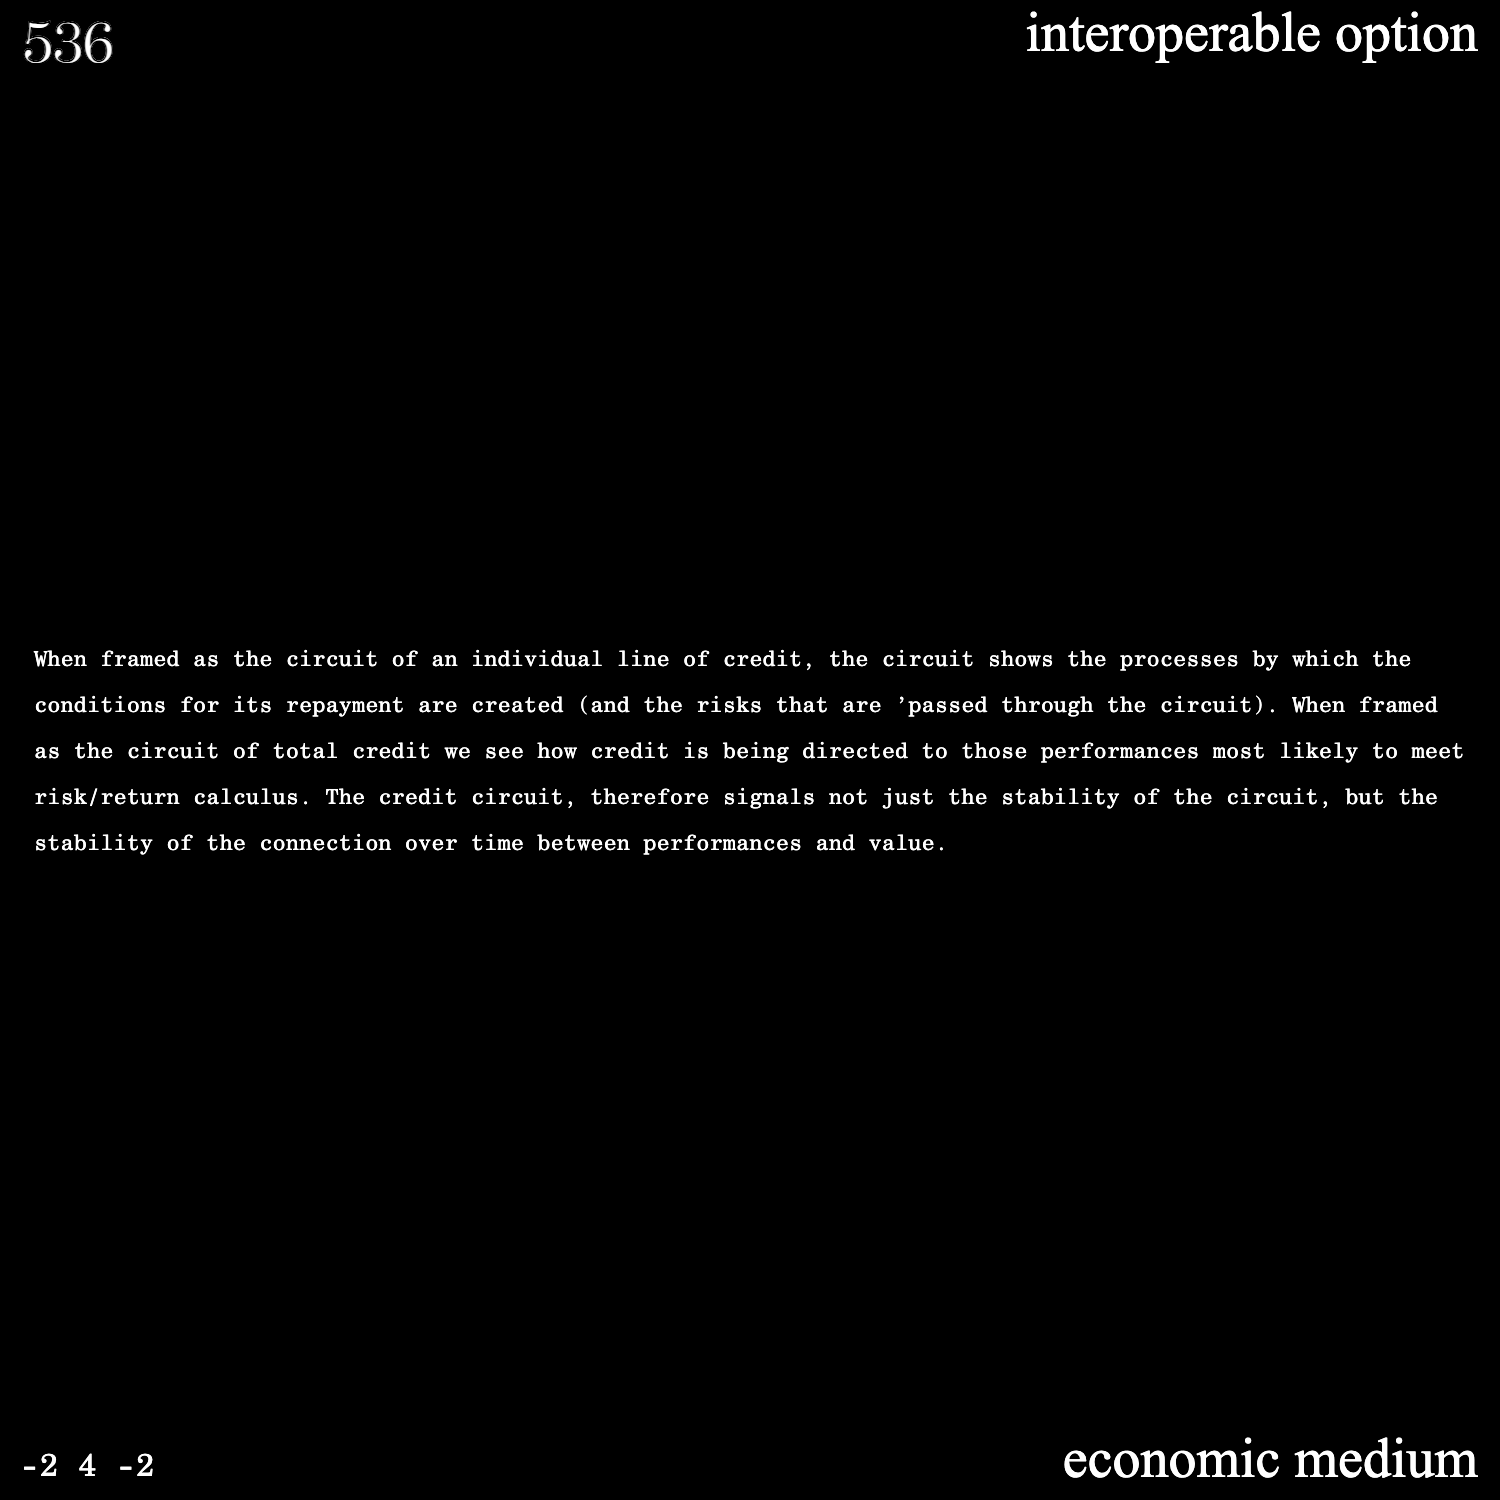 536
interoperable option
When framed as the circuit of an individual line of credit, the circuit shows the processes by which the
conditions for its repayment are created (and the risks that are ’passed through the circuit). When framed
as the circuit of total credit we see how credit is being directed to those performances most likely to meet
risk/return calculus. The credit circuit, therefore signals not just the stability of the circuit, but the
stability of the connection over time between performances and value.
-2 4 -2
economic medium